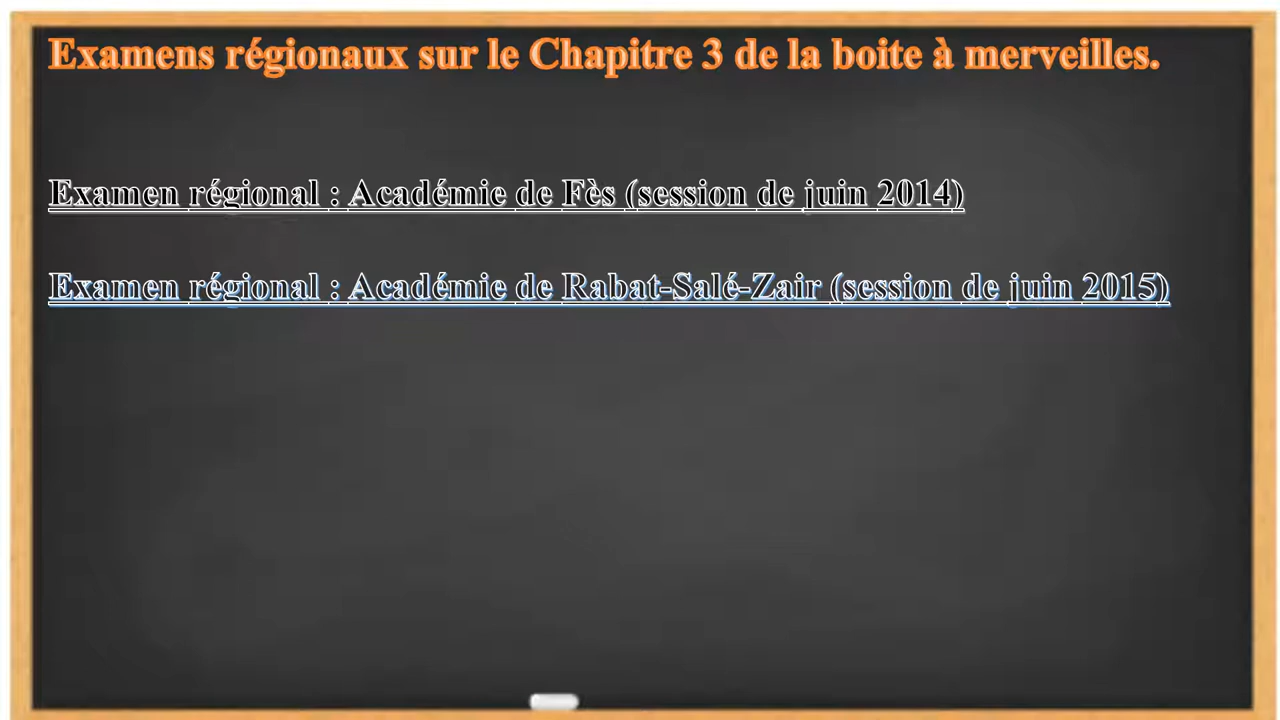 Examens régionaux sur le Chapitre 3 de la boite à merveilles.
Examen régional : Académie de Fès (session de juin 2014)
Examen régional : Académie de Rabat-Salé-Zair (session de juin 2015)